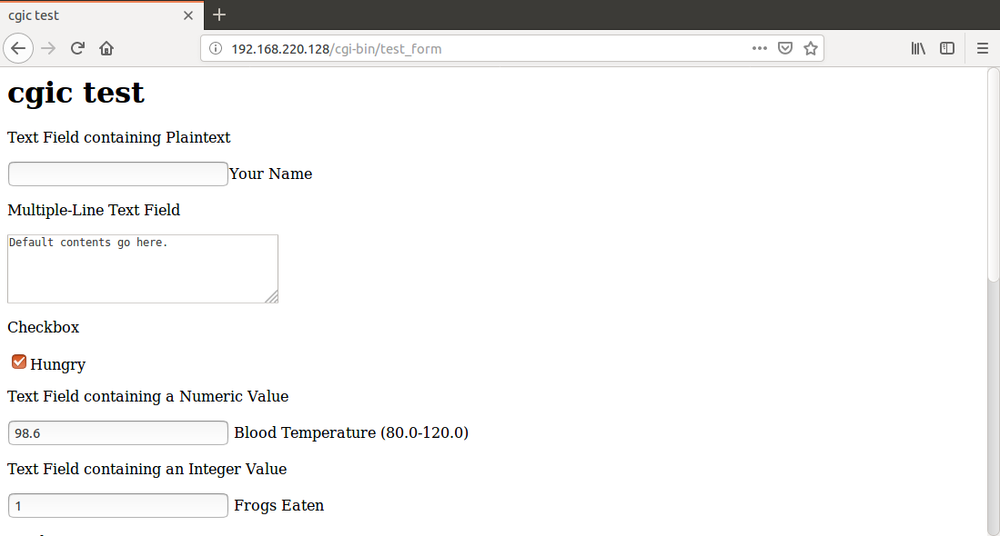 cgic test
192.168.220.128/cgi-bin/test_form
cgic test
Text Field containing Plaintext
Your Name
Multiple-Line Text Field
Default contents go here.
Checkbox
Hungry
Text Field containing a Numeric Value
98.6 Blood Temperature (80.0-120.0)
Text Field containing an Integer Value
1 Frogs Eaten